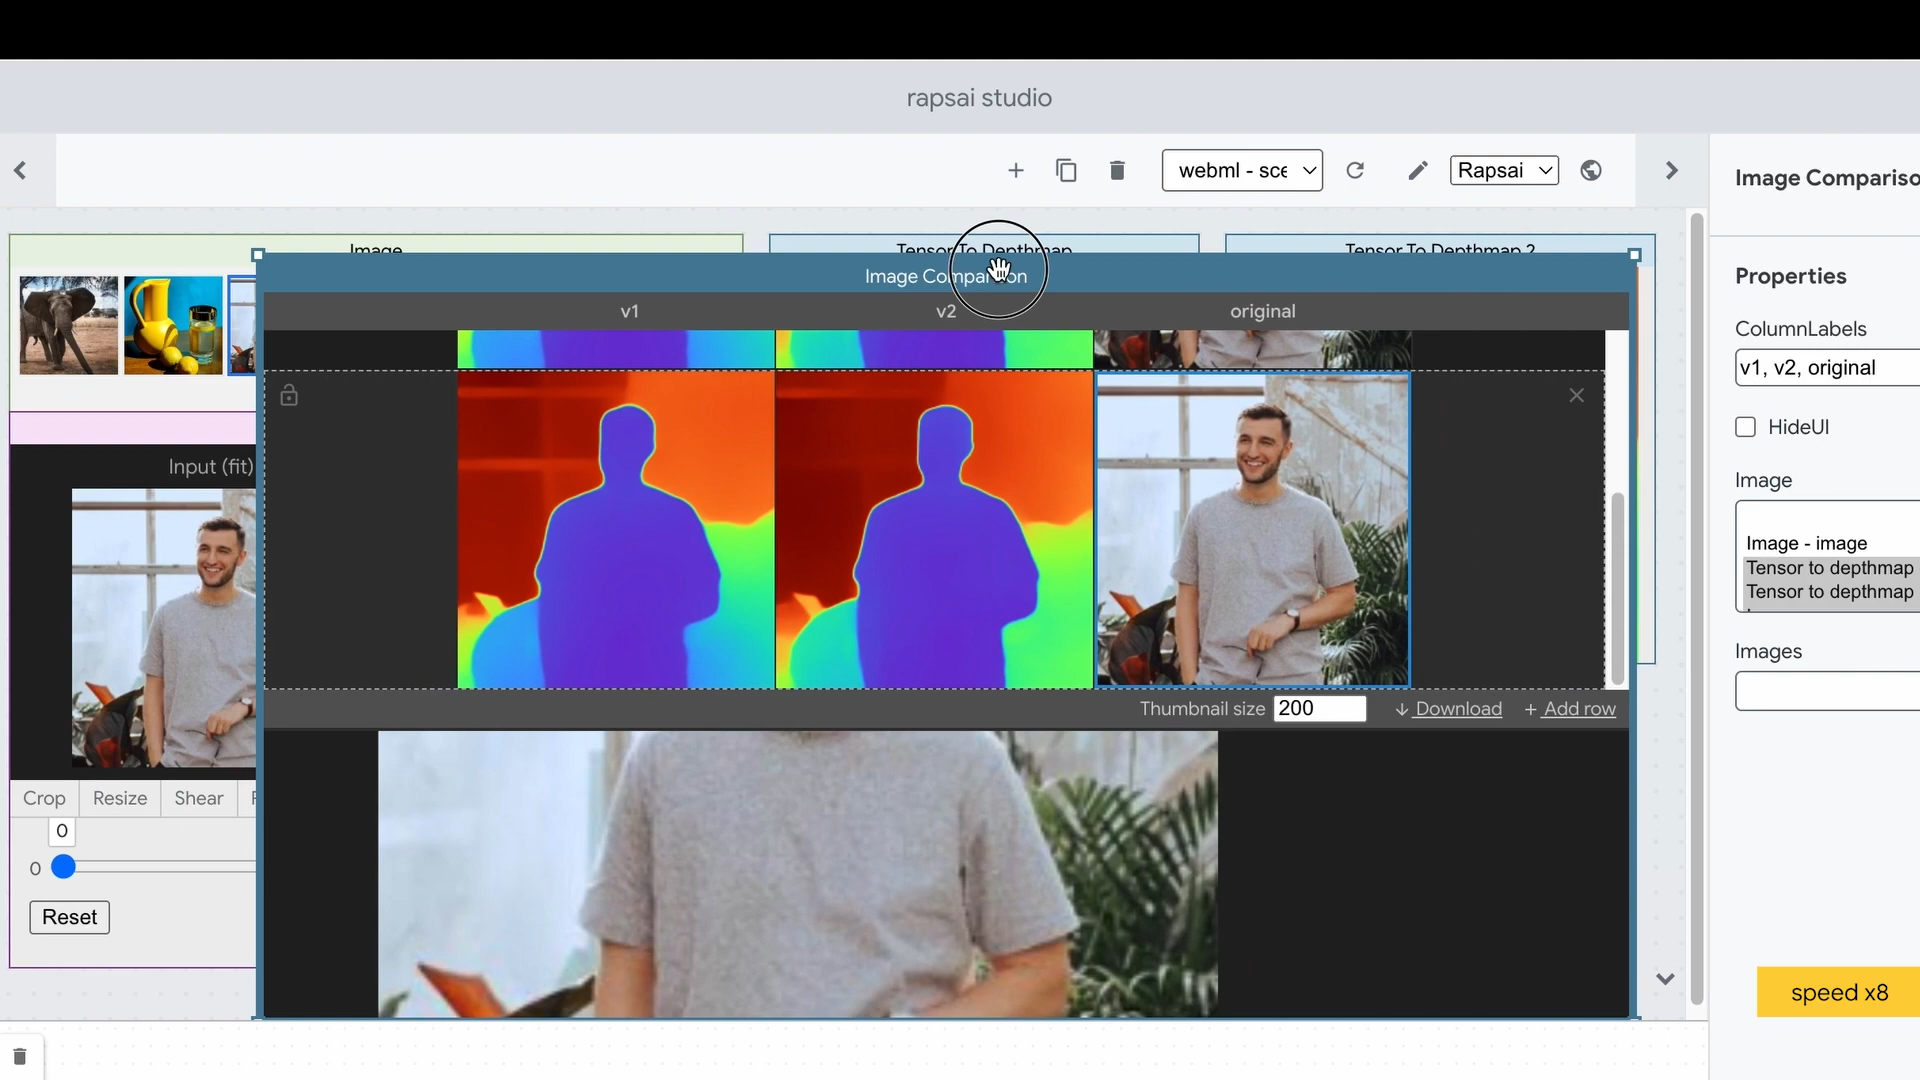 rapsai studio
webml - sce
Rapsai
Image Compariso
Image
Tensor To Depthmap
Tensor To Depthmap 2
Image Comparison
v1
v2
original
Properties
ColumnLabels
v1, v2, original
HideUI
Input (fit)
Image
Image - image
Tensor to depthmap
Tensor to depthmap
Images
Thumbnail size 200
Download
+ Add row
Crop
Resize
Shear
0
0
Reset
speed x8